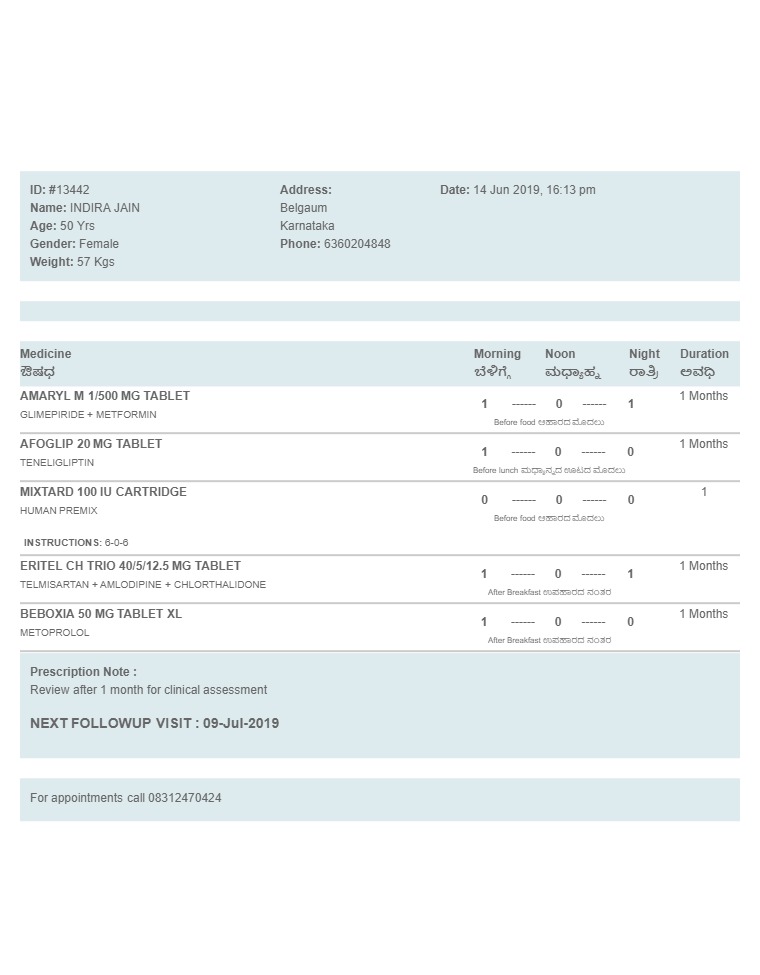 ID: #13442
Name: INDIRA JAIN
Age: 50 Yrs
Gender: Female
Weight: 57 Kgs
Address:
Belgaum
Karnataka
Phone: 6360204848
Date: 14 Jun 2019, 16:13 pm
Medicine Morning Noon Night Duration
ಔಷಧ ಬೆಳಿಗ್ಗೆ ಮಧ್ಯಾಹ್ನ ರಾತ್ರಿ ಅವಧಿ
AMARYL M 1/500 MG TABLET 1 ------ 0 ------ 1 1 Months
GLIMEPIRIDE + METFORMIN
Before food ಆಹಾರದ ಮೊದಲು
AFOGLIP 20 MG TABLET 1 ------ 0 ------ 0 1 Months
TENELIGLIPTIN
Before lunch ಮಧ್ಯಾನ್ನದ ಊಟದ ಮೊದಲು
MIXTARD 100 IU CARTRIDGE 0 ------ 0 ------ 0 1
HUMAN PREMIX
Before food ಆಹಾರದ ಮೊದಲು
INSTRUCTIONS: 6-0-6
ERITEL CH TRIO 40/5/12.5 MG TABLET 1 ------ 0 ------ 1 1 Months
TELMISARTAN + AMLODIPINE + CHLORTHALIDONE
After Breakfast ಉಪಹಾರದ ನಂತರ
BEBOXIA 50 MG TABLET XL 1 ------ 0 ------ 0 1 Months
METOPROLOL
After Breakfast ಉಪಹಾರದ ನಂತರ
Prescription Note :
Review after 1 month for clinical assessment
NEXT FOLLOWUP VISIT : 09-Jul-2019
For appointments call 08312470424